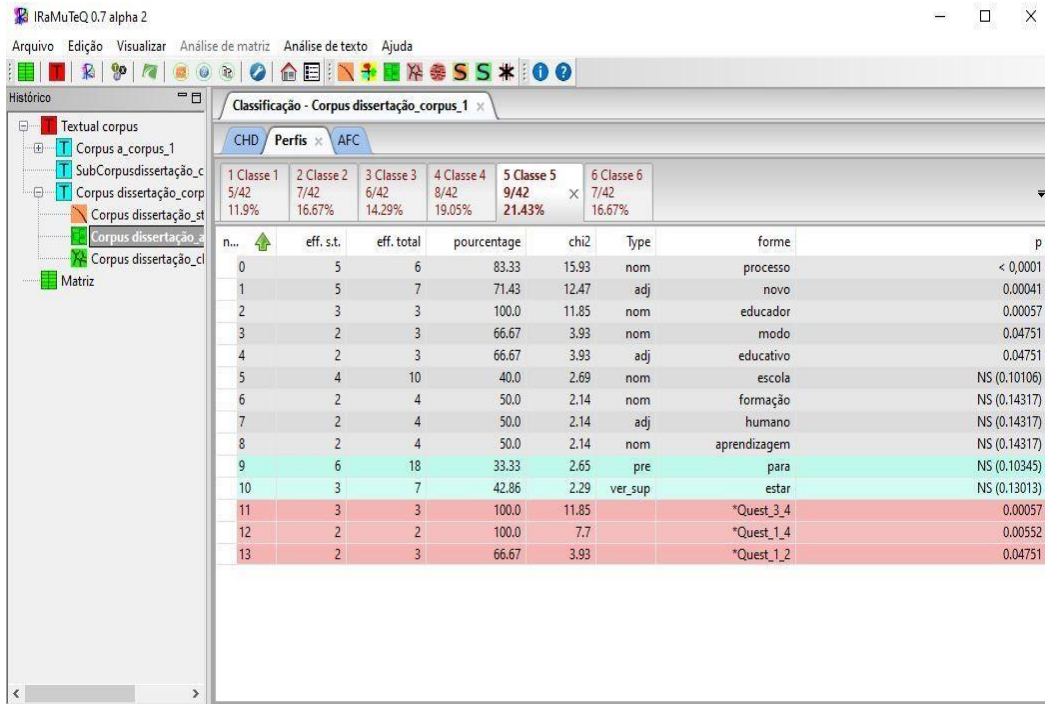 IRaMuTeQ 0.7 alpha 2
Arquivo Edição Visualizar Análise de matriz Análise de texto Ajuda
Histórico
Textual corpus
Corpus a_corpus_1
SubCorpusdissertação_c
Corpus dissertação_corp
Corpus dissertação_st
Corpus dissertação_a
Corpus dissertação_cl
Matriz
Classificação - Corpus dissertação_corpus_1
CHD Perfis AFC
1 Classe 1 2 Classe 2 3 Classe 3 4 Classe 4 5 Classe 5 6 Classe 6
5/42 7/42 6/42 8/42 9/42 7/42
11.9% 16.67% 14.29% 19.05% 21.43% 16.67%
n... eff. s.t. eff. total pourcentage chi2 Type forme p
0 5 6 83.33 15.93 nom processo < 0,0001
1 5 7 71.43 12.47 adj novo 0.00041
2 3 3 100.0 11.85 nom educador 0.00057
3 2 3 66.67 3.93 nom modo 0.04751
4 2 3 66.67 3.93 adj educativo 0.04751
5 4 10 40.0 2.69 nom escola NS (0.10106)
6 2 4 50.0 2.14 nom formação NS (0.14317)
7 2 4 50.0 2.14 adj humano NS (0.14317)
8 2 4 50.0 2.14 nom aprendizagem NS (0.14317)
9 6 18 33.33 2.65 pre para NS (0.10345)
10 3 7 42.86 2.29 ver_sup estar NS (0.13013)
11 3 3 100.0 11.85 *Quest_3_4 0.00057
12 2 2 100.0 7.7 *Quest_1_4 0.00552
13 2 3 66.67 3.93 *Quest_1_2 0.04751